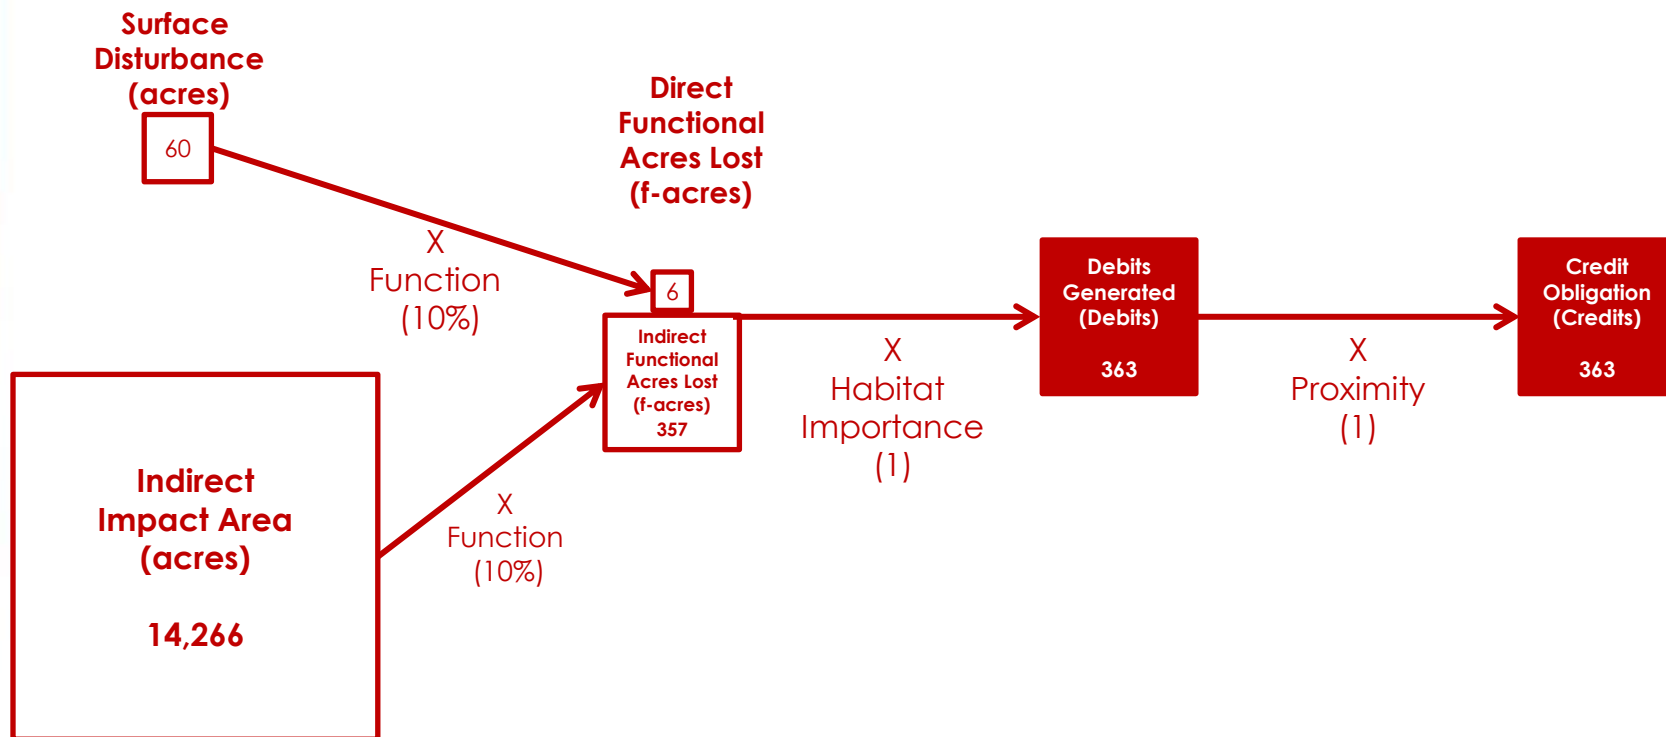 Surface
Disturbance
(acres)
60
X
Function
(10%)
Direct
Functional
Acres Lost
(f-acres)
6
Indirect
Functional
Acres Lost
(f-acres)
357
Indirect
Impact Area
(acres)
14,266
X
Function
(10%)
X
Habitat
Importance
(1)
Debits
Generated
(Debits)
363
X
Proximity
(1)
Credit
Obligation
(Credits)
363